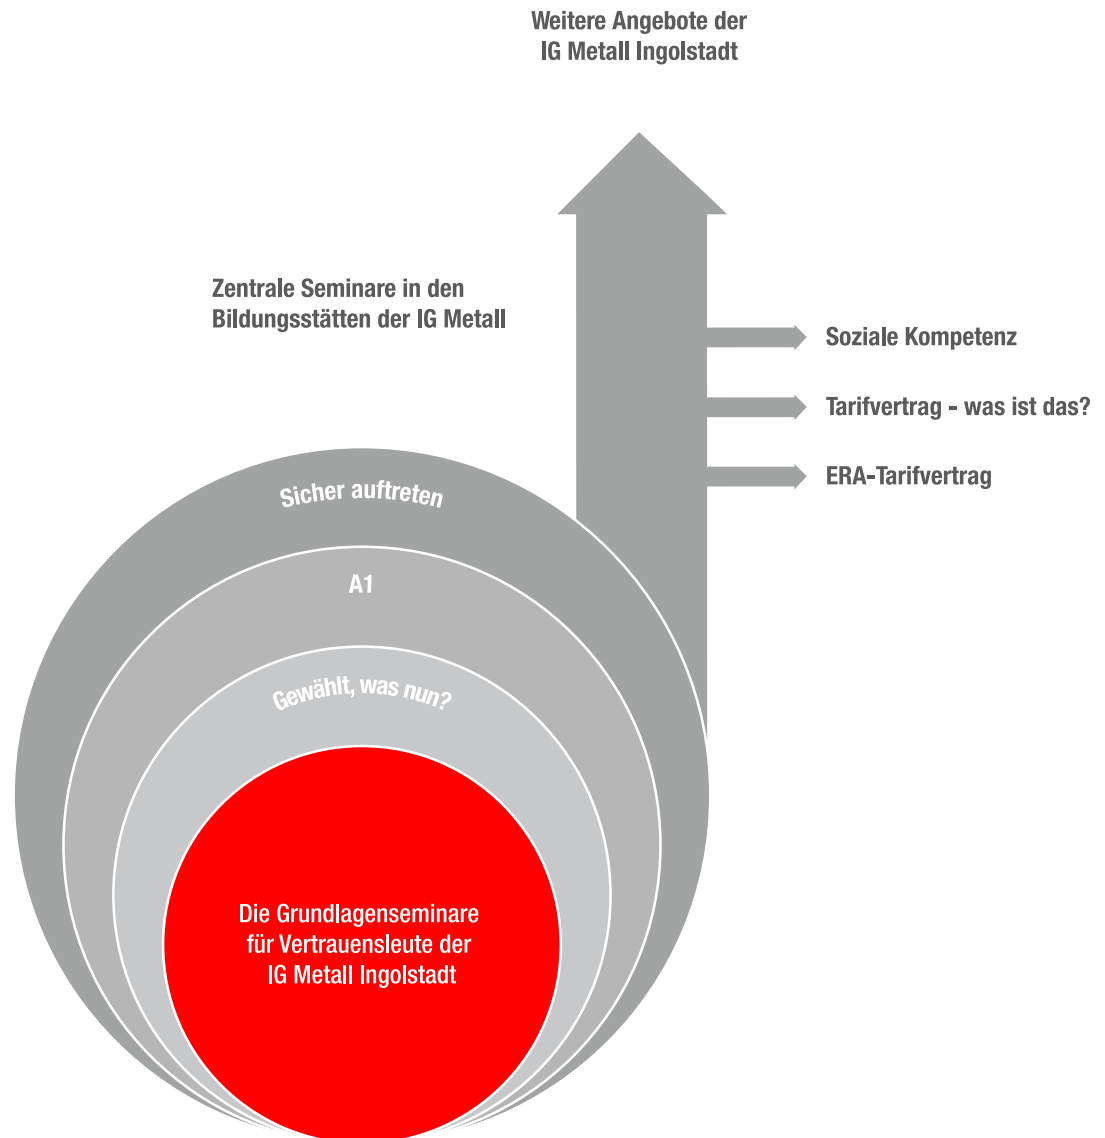 Weitere Angebote der
IG Metall Ingolstadt
Zentrale Seminare in den
Bildungsstätten der IG Metall
Soziale Kompetenz
Tarifvertrag - was ist das?
ERA-Tarifvertrag
Sicher auftreten
A1
Gewählt, was nun?
Die Grundlagenseminare
für Vertrauensleute der
IG Metall Ingolstadt